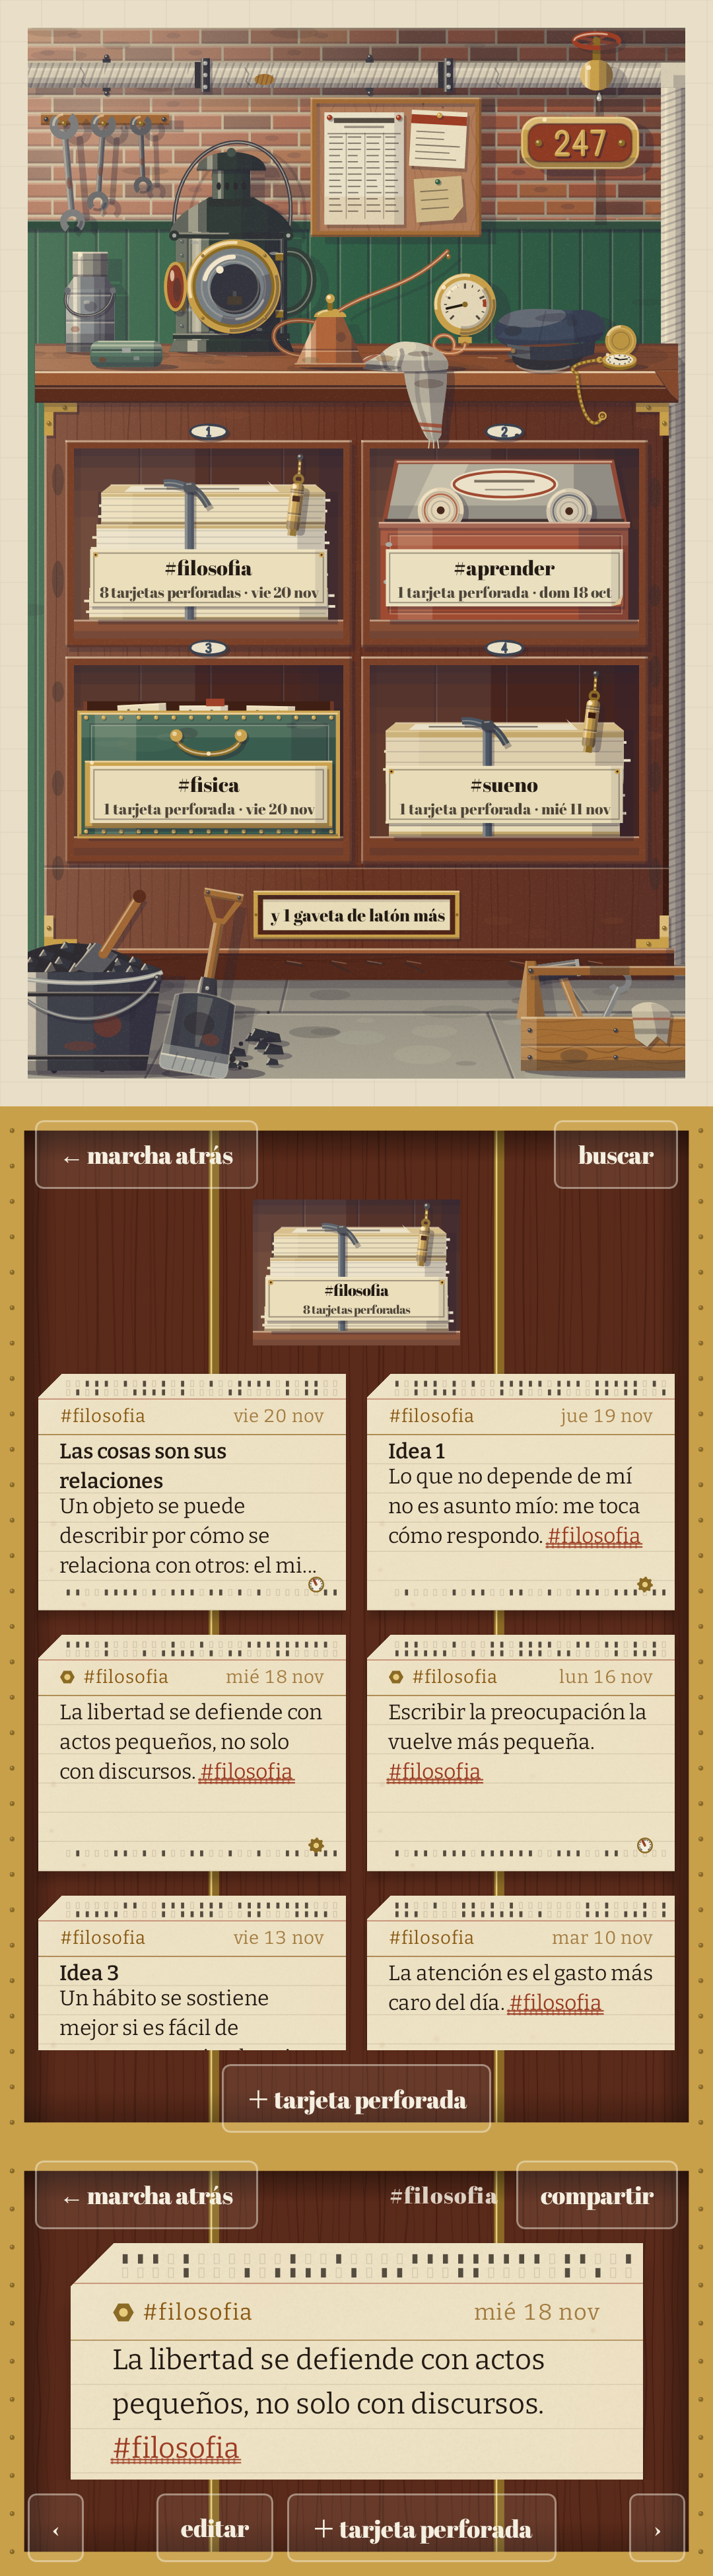 247
1
2
#filosofia
8 tarjetas perforadas · vie 20 nov
#aprender
1 tarjeta perforada · dom 18 oct
3
4
#fisica
1 tarjeta perforada · vie 20 nov
#sueno
1 tarjeta perforada · mié 11 nov
y 1 gaveta de latón más
← marcha atrás
buscar
#filosofia
8 tarjetas perforadas
#filosofia vie 20 nov
Las cosas son sus
relaciones
Un objeto se puede
describir por cómo se
relaciona con otros: el mi...
#filosofia jue 19 nov
Idea 1
Lo que no depende de mí
no es asunto mío: me toca
cómo respondo. #filosofia
#filosofia mié 18 nov
La libertad se defiende con
actos pequeños, no solo
con discursos. #filosofia
#filosofia lun 16 nov
Escribir la preocupación la
vuelve más pequeña.
#filosofia
#filosofia vie 13 nov
Idea 3
Un hábito se sostiene
mejor si es fácil de
#filosofia mar 10 nov
La atención es el gasto más
caro del día. #filosofia
+ tarjeta perforada
← marcha atrás
#filosofia
compartir
#filosofia mié 18 nov
La libertad se defiende con actos
pequeños, no solo con discursos.
#filosofia
‹
editar
+ tarjeta perforada
›